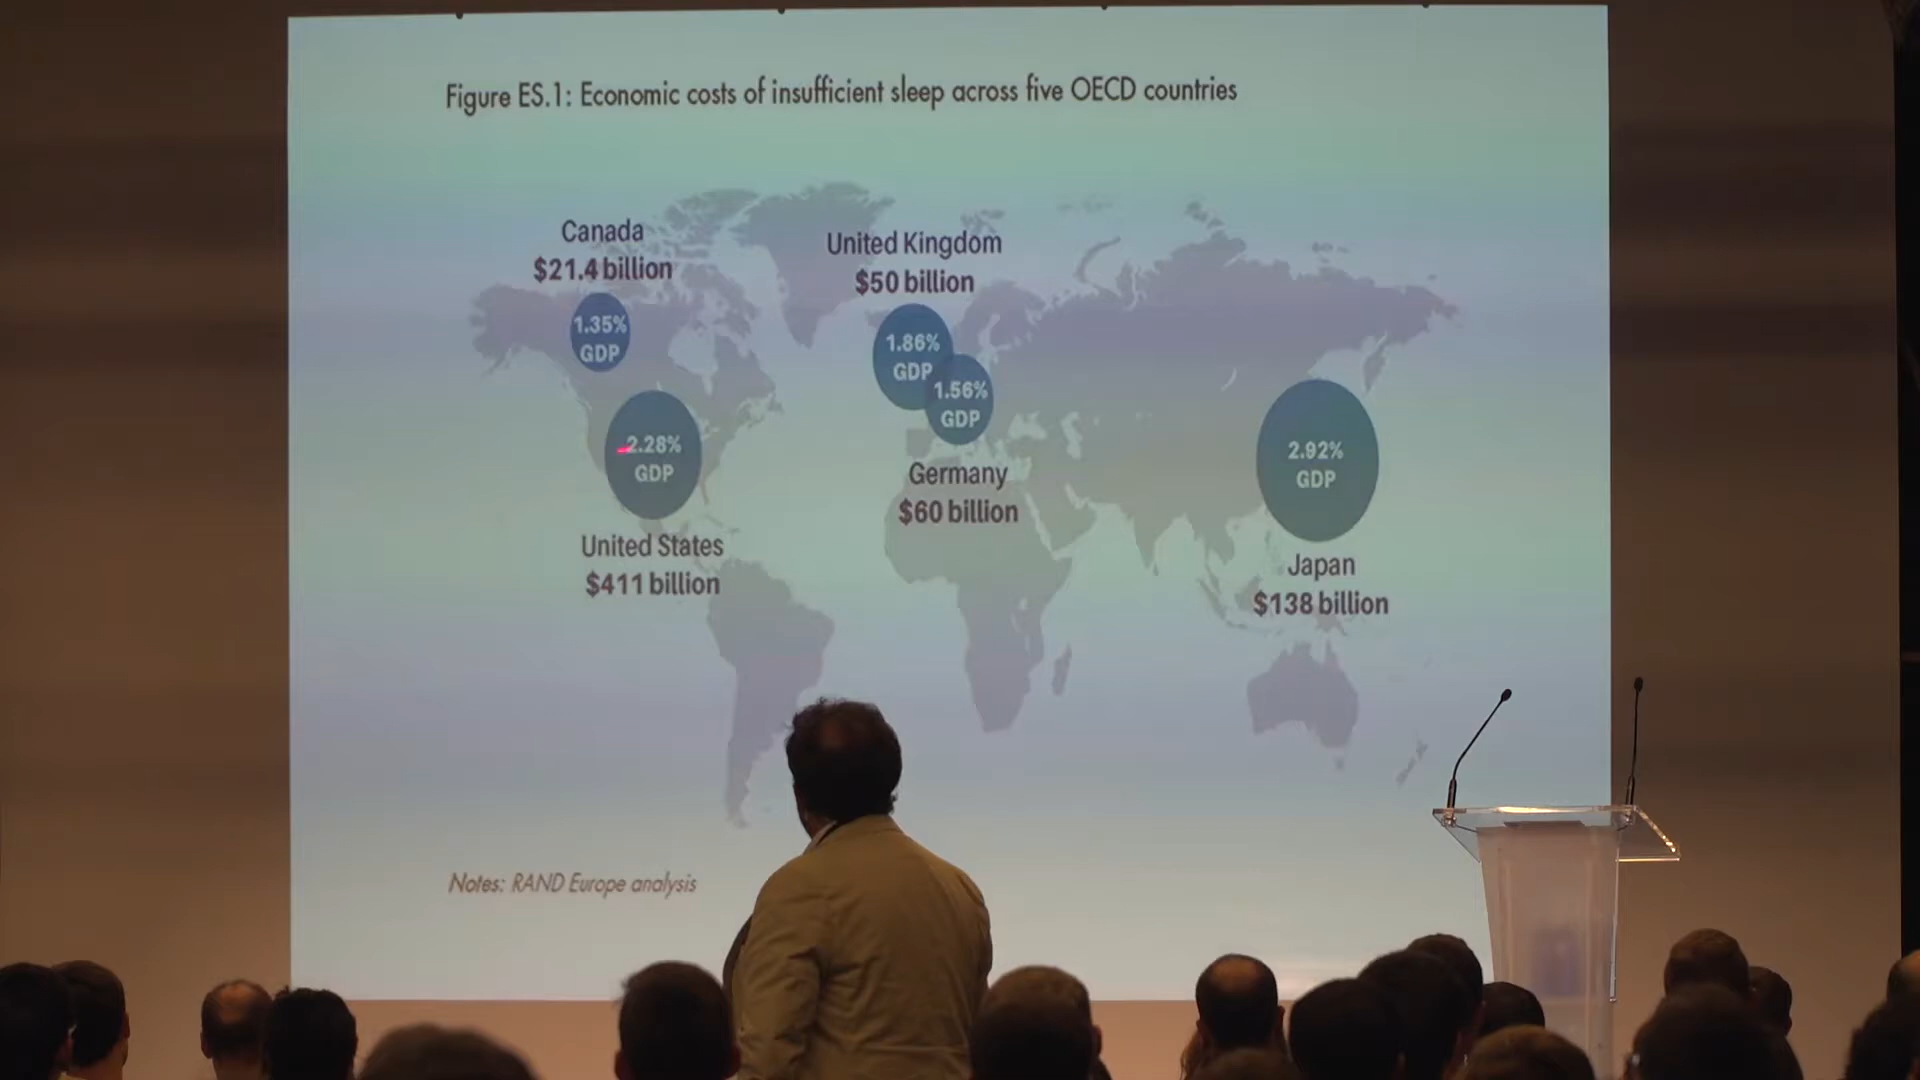 Figure ES.1: Economic costs of insufficient sleep across five OECD countries
Canada
$21.4 billion
1.35%
GDP
United Kingdom
$50 billion
1.86%
GDP
1.56%
GDP
Germany
$60 billion
2.28%
GDP
United States
$411 billion
2.92%
GDP
Japan
$138 billion
Notes: RAND Europe analysis